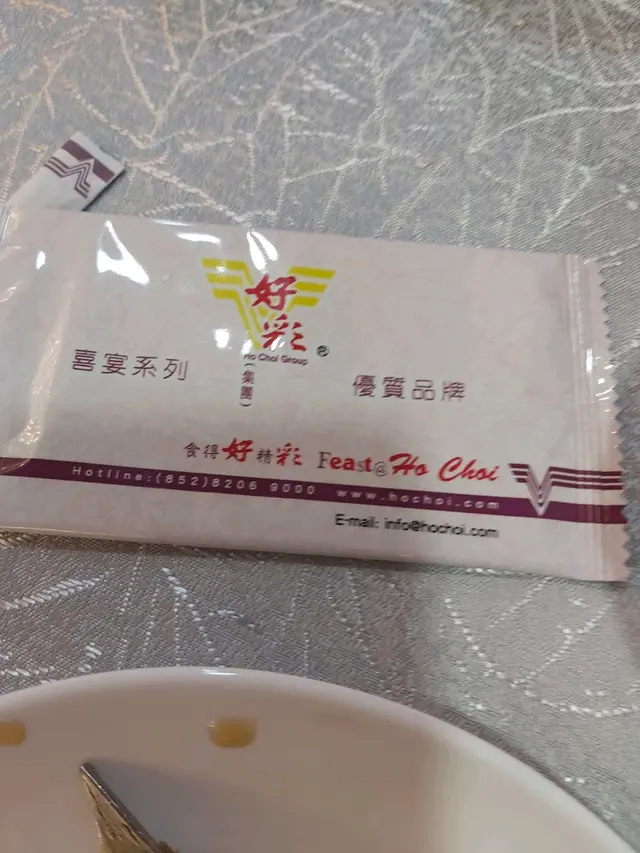 好彩®
Ho Choi Group
(集團)
喜宴系列
優質品牌
食得好精彩 Feast@Ho Choi
Hotline:(852)8206 9000 www.hochoi.com
E-mail: info@hochoi.com